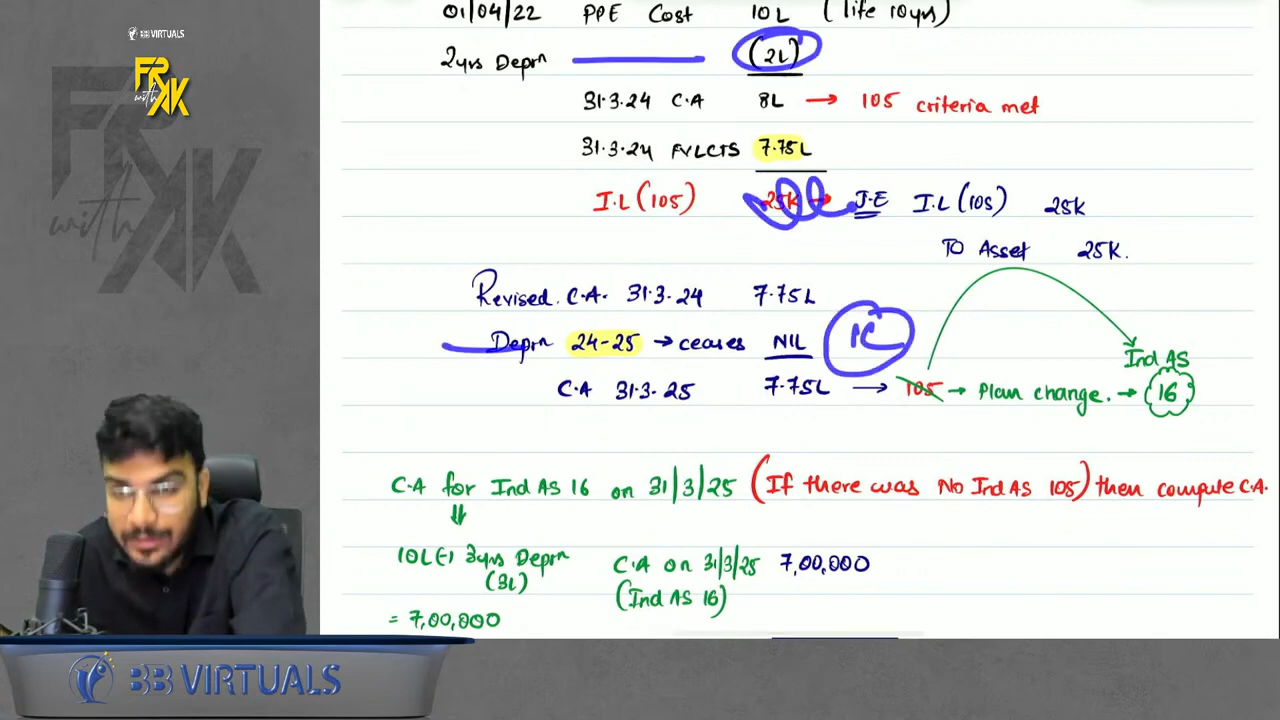 BB VIRTUALS
FR
with
AK
FR
with
AK
01/04/22 PPE Cost 10L (life 10yrs)
2yrs Deprn (2L)
31.3.24 C.A 8L → 105 criteria met
31.3.24 FVLCTS 7.75L
I.L (105) 25K → J.E I.L (105) 25K
TO Asset 25K.
Revised C.A. 31.3.24 7.75L
Deprn 24-25 → ceases NIL
C.A 31.3.25 7.75L → 105 → Plan change. → Ind AS 16
C.A for Ind AS 16 on 31/3/25 (If there was No Ind AS 105) then compute C.A.
⇓
10L (-) 3yrs Deprn (3L) C.A on 31/3/25 7,00,000
(Ind AS 16)
= 7,00,000
BB VIRTUALS